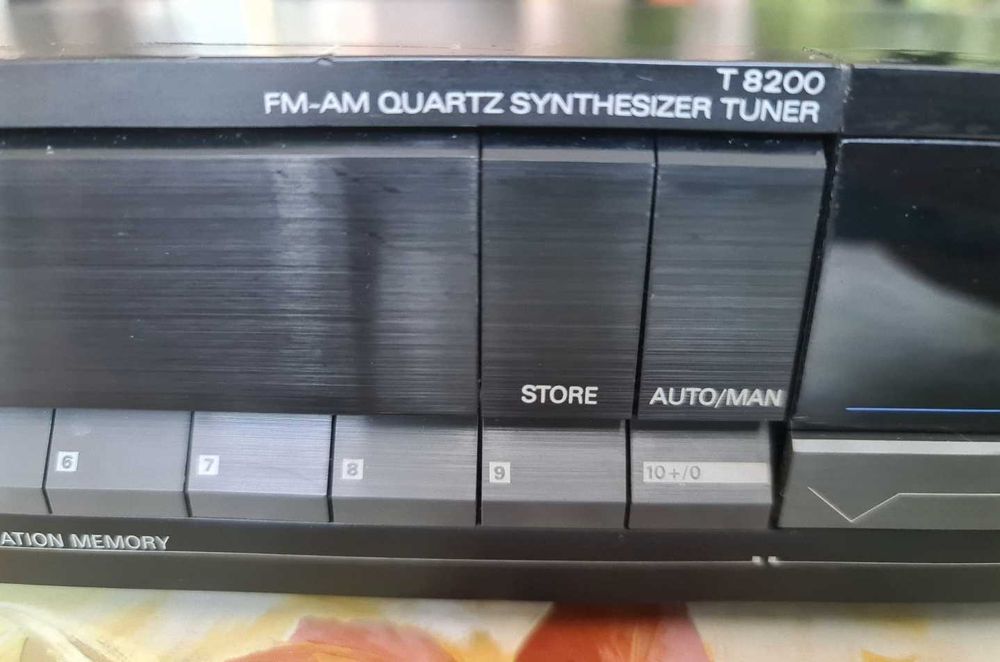 T 8200
FM-AM QUARTZ SYNTHESIZER TUNER
STORE
AUTO/MAN
6
7
8
9
10+/0
ATION MEMORY